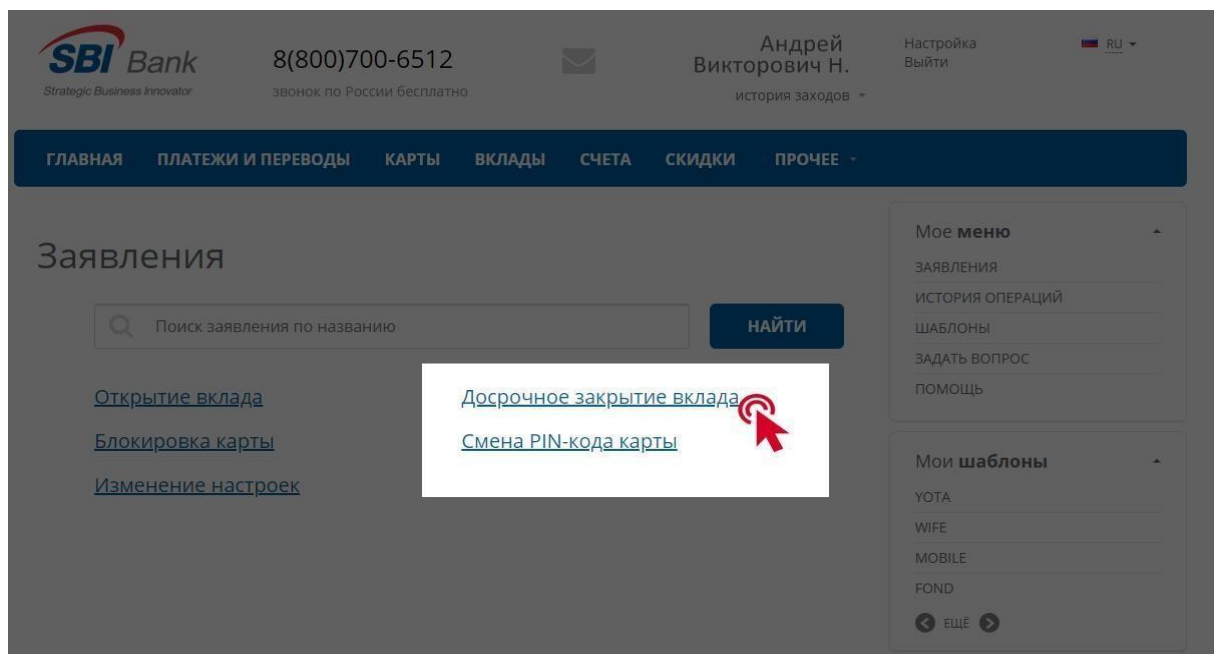 SBI Bank
Strategic Business Innovator
8(800)700-6512
звонок по России бесплатно
Андрей
Викторович Н.
история заходов
Настройка
Выйти
RU
ГЛАВНАЯ ПЛАТЕЖИ И ПЕРЕВОДЫ КАРТЫ ВКЛАДЫ СЧЕТА СКИДКИ ПРОЧЕЕ
Заявления
Поиск заявления по названию
НАЙТИ
Открытие вклада
Досрочное закрытие вклада
Блокировка карты
Смена PIN-кода карты
Изменение настроек
Мое меню
ЗАЯВЛЕНИЯ
ИСТОРИЯ ОПЕРАЦИЙ
ШАБЛОНЫ
ЗАДАТЬ ВОПРОС
ПОМОЩЬ
Мои шаблоны
YOTA
WIFE
MOBILE
FOND
ЕЩЁ